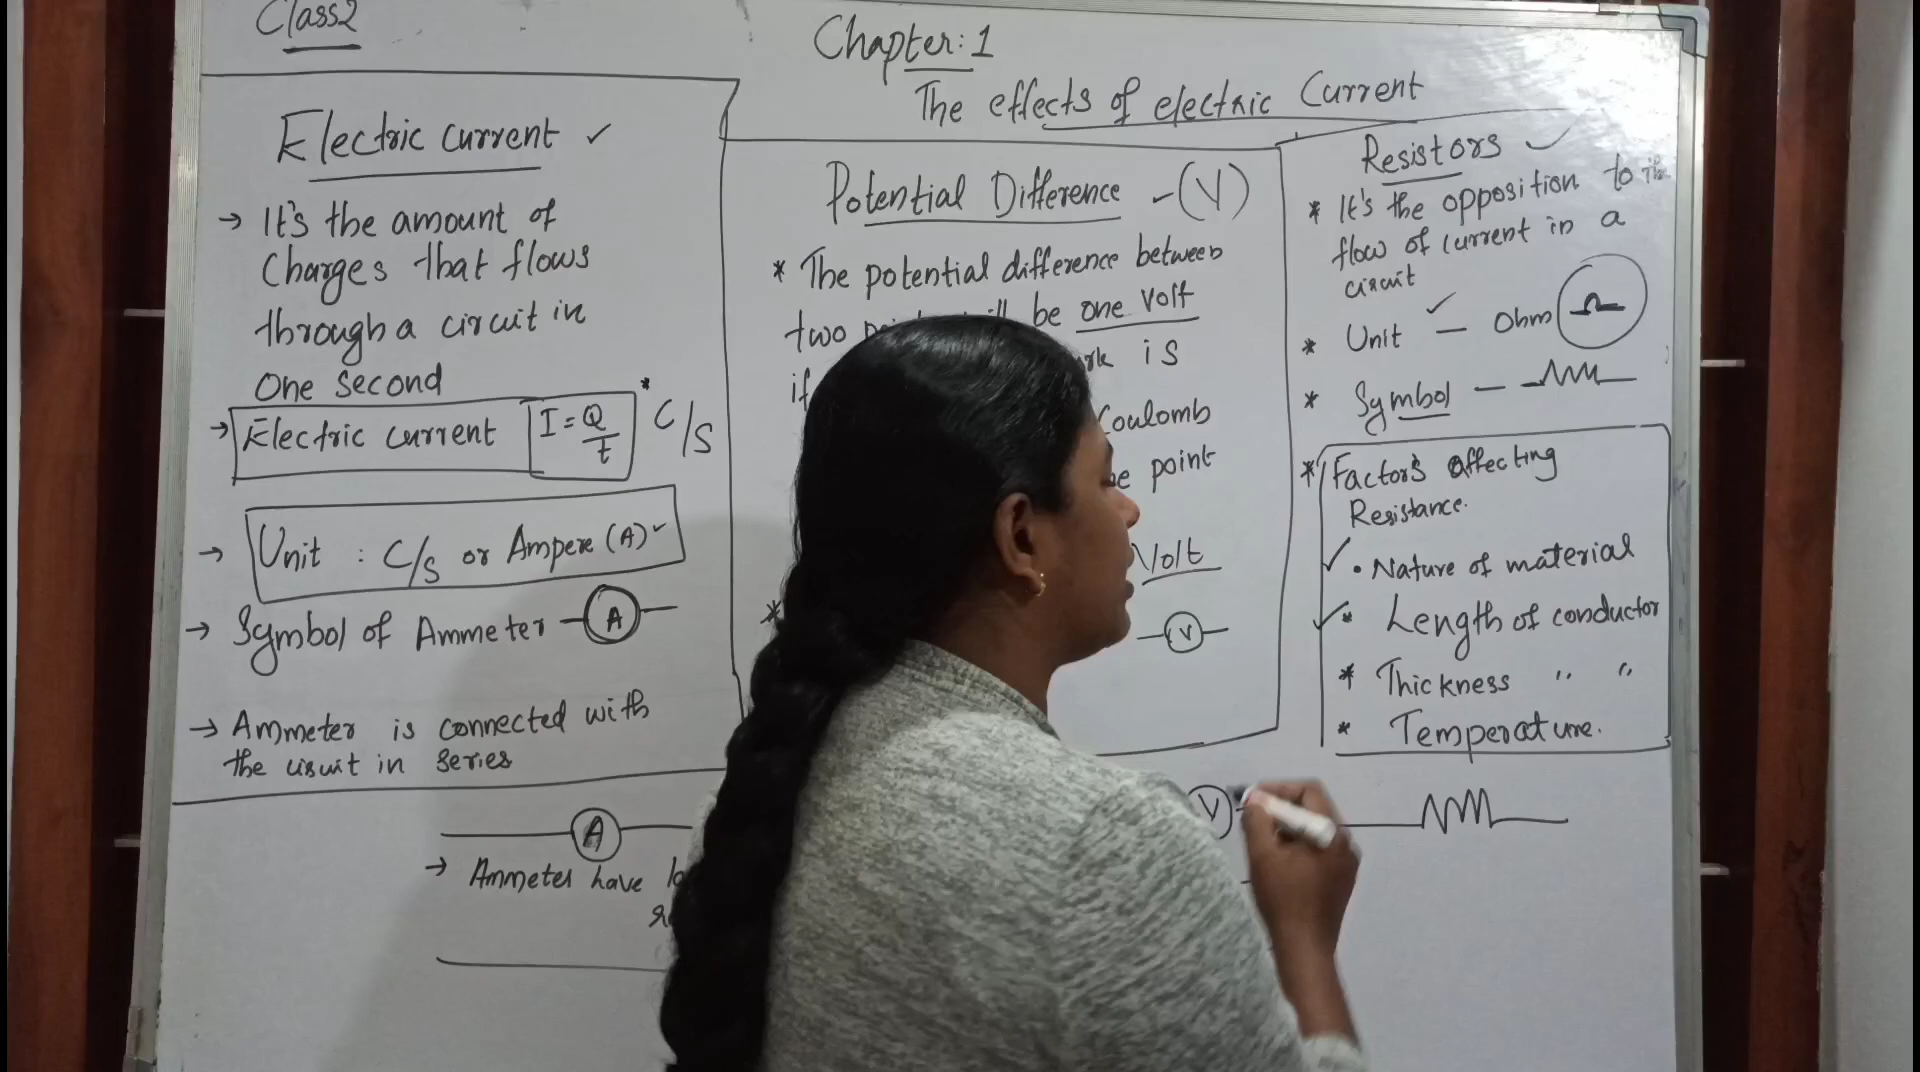 Class 2
Chapter: 1
The effects of electric Current
Electric current ✓
→ It's the amount of
Charges that flows
through a circuit in
One second
→ Electric current I = Q/t * C/S
→ Unit : C/S or Ampere (A) ✓
→ Symbol of Ammeter A
→ Ammeter is connected with
the circuit in series
A
→ Ammeter have
Potential Difference - (V)
* The potential difference between
two be one volt
if is
Coulomb
point
Volt
*
V
V
Resistors ✓
* It's the opposition to the
flow of current in a
circuit
* Unit ✓ – Ohm Ω
* Symbol –
* Factor's affecting
Resistance.
✓ • Nature of material
✓ * Length of conductor
* Thickness " "
* Temperature.